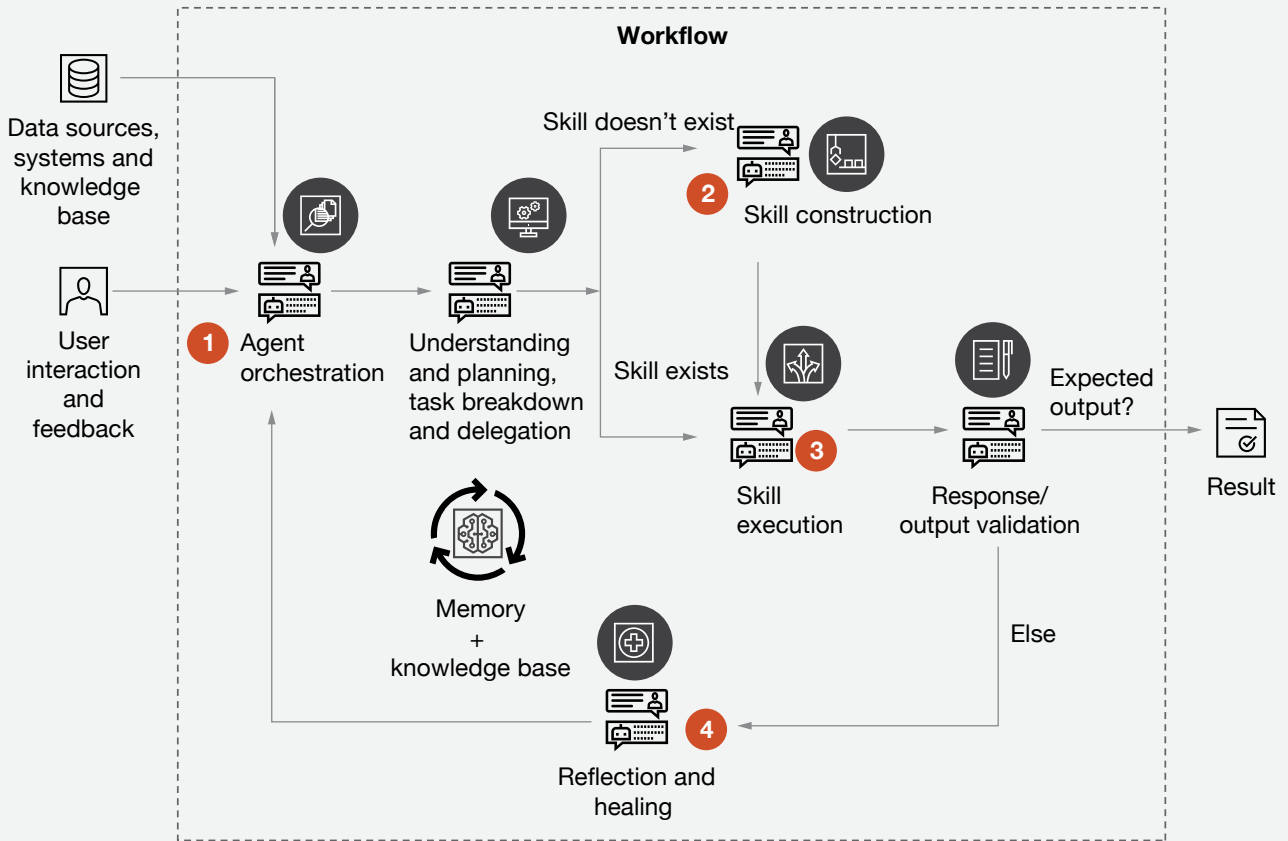 Workflow
Data sources,
systems and
knowledge
base
User
interaction
and
feedback
1
Agent
orchestration
Understanding
and planning,
task breakdown
and delegation
Skill doesn’t exist
2
Skill construction
Skill exists
3
Skill
execution
Response/
output validation
Expected
output?
Result
Else
Memory
+
knowledge base
4
Reflection and
healing